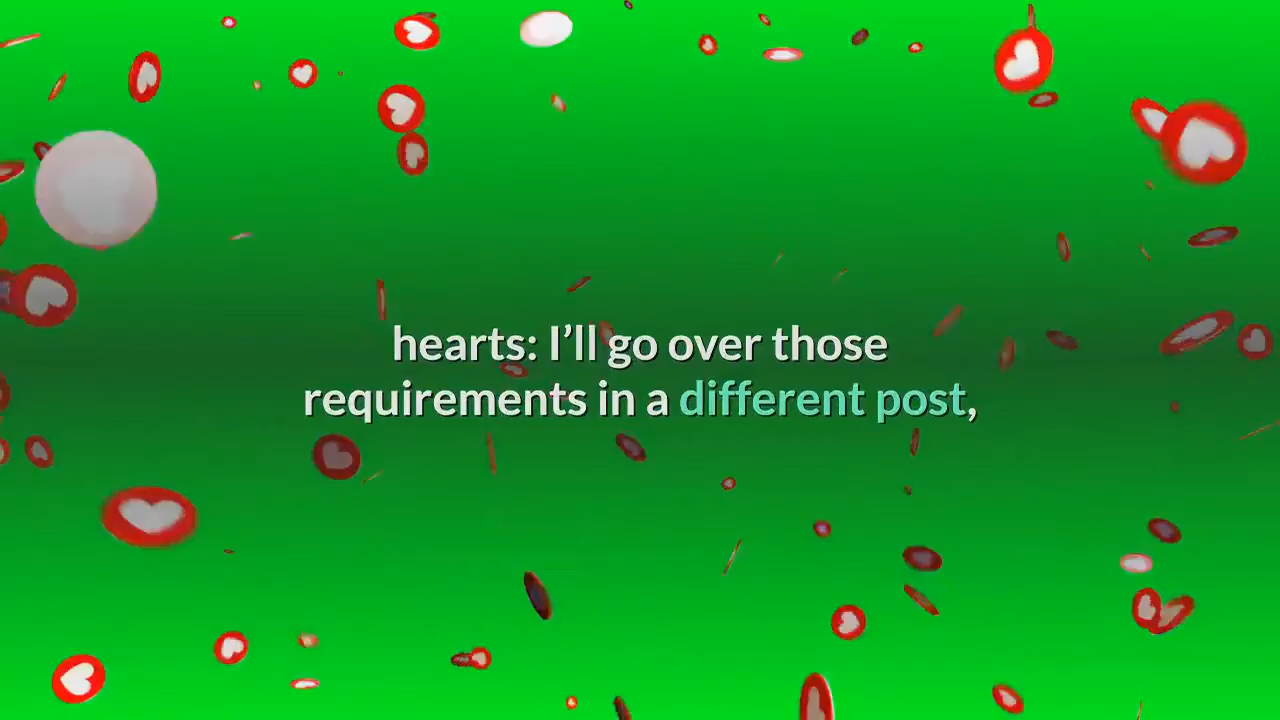 hearts: I’ll go over those
requirements in a different post,